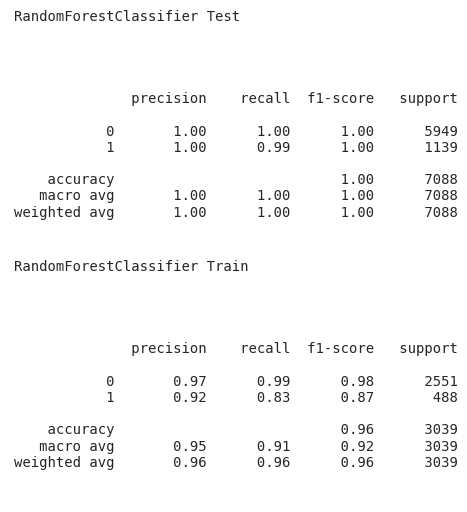 RandomForestClassifier Test
precision recall f1-score support
0 1.00 1.00 1.00 5949
1 1.00 0.99 1.00 1139
accuracy 1.00 7088
macro avg 1.00 1.00 1.00 7088
weighted avg 1.00 1.00 1.00 7088
RandomForestClassifier Train
precision recall f1-score support
0 0.97 0.99 0.98 2551
1 0.92 0.83 0.87 488
accuracy 0.96 3039
macro avg 0.95 0.91 0.92 3039
weighted avg 0.96 0.96 0.96 3039